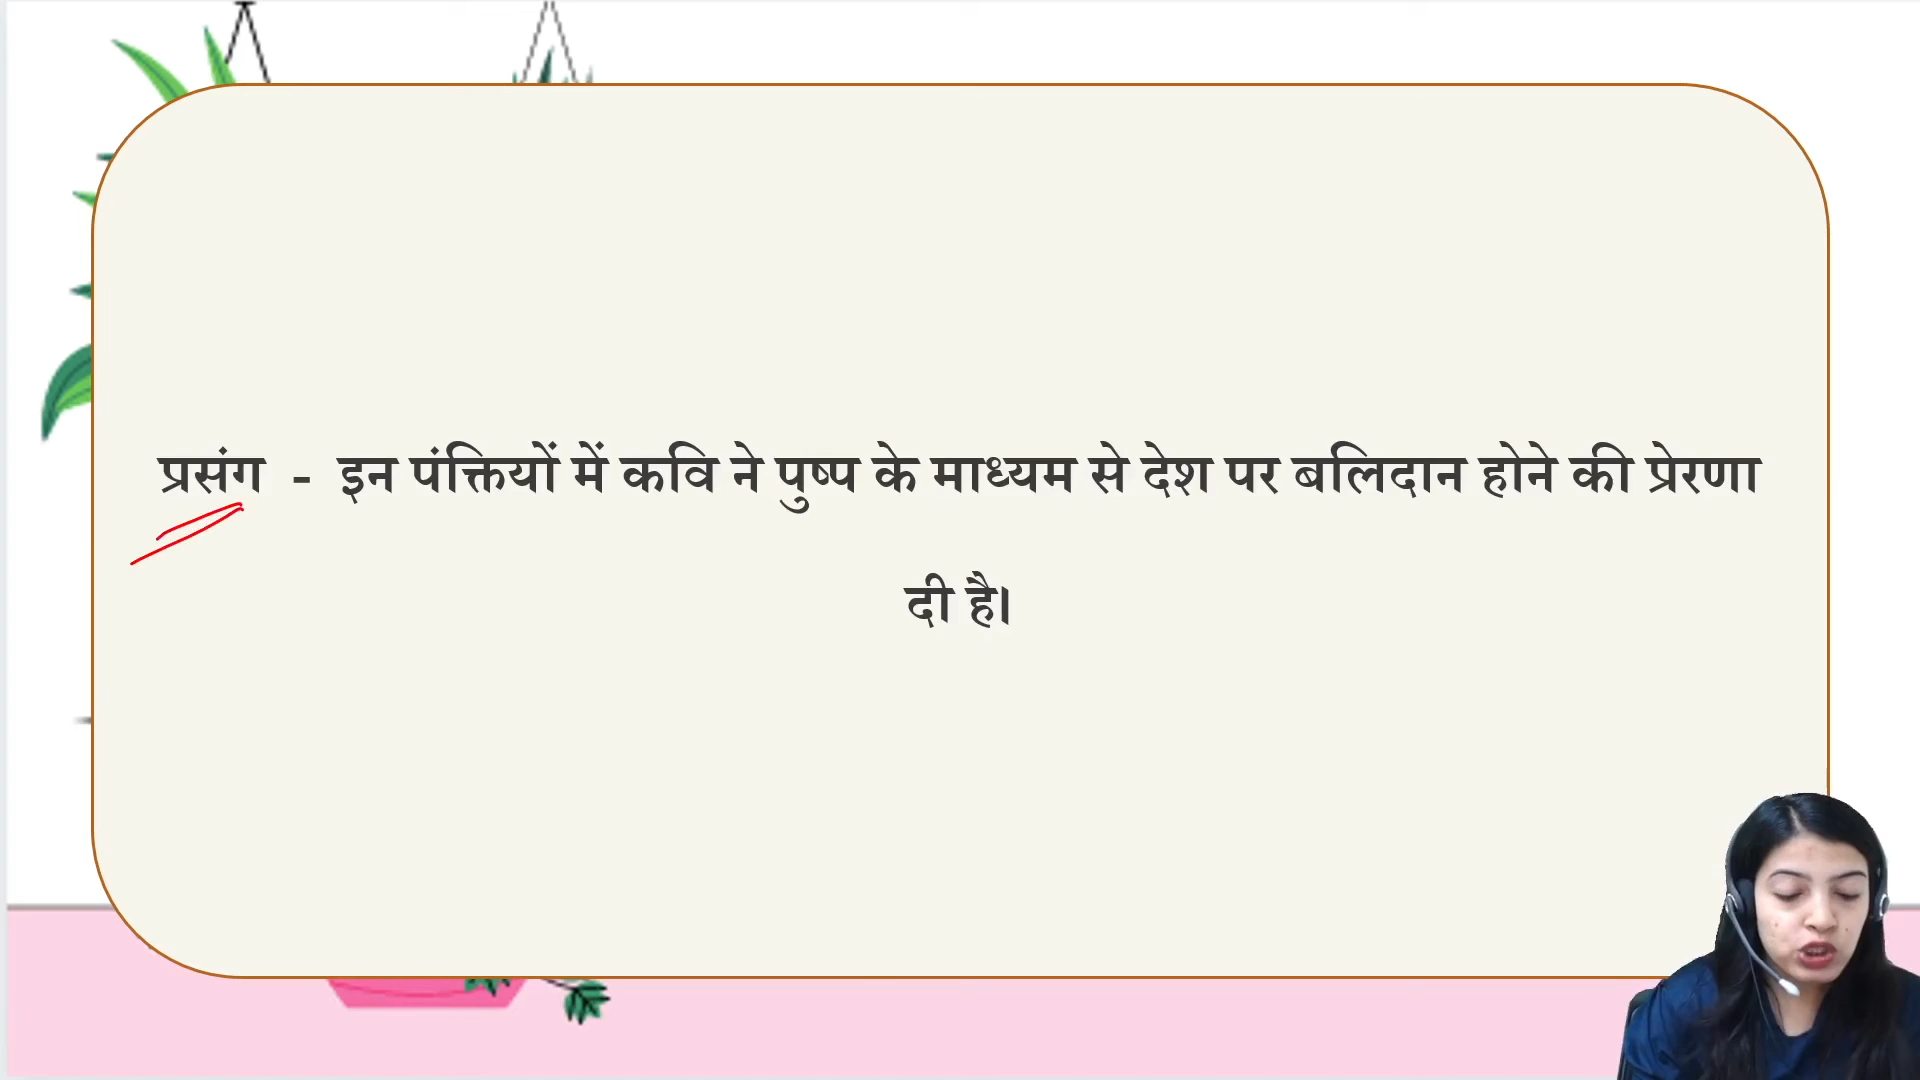 प्रसंग - इन पंक्तियों में कवि ने पुष्प के माध्यम से देश पर बलिदान होने की प्रेरणा
दी है।